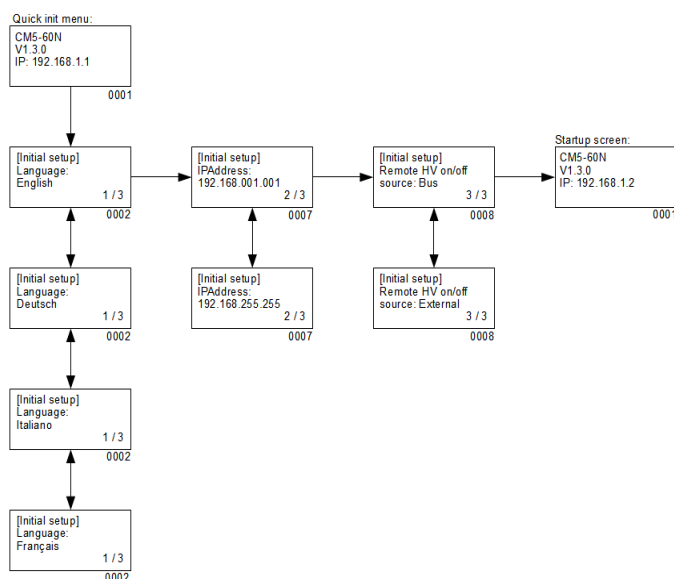 Quick init menu:
CM5-60N
V1.3.0
IP: 192.168.1.1
0001
[Initial setup]
Language:
English
1 / 3
0002
[Initial setup]
IPAddress:
192.168.001.001
2 / 3
0007
[Initial setup]
Remote HV on/off
source: Bus
3 / 3
0008
Startup screen:
CM5-60N
V1.3.0
IP: 192.168.1.2
0001
[Initial setup]
Language:
Deutsch
1 / 3
0002
[Initial setup]
IPAddress:
192.168.255.255
2 / 3
0007
[Initial setup]
Remote HV on/off
source: External
3 / 3
0008
[Initial setup]
Language:
Italiano
1 / 3
0002
[Initial setup]
Language:
Français
1 / 3
0002